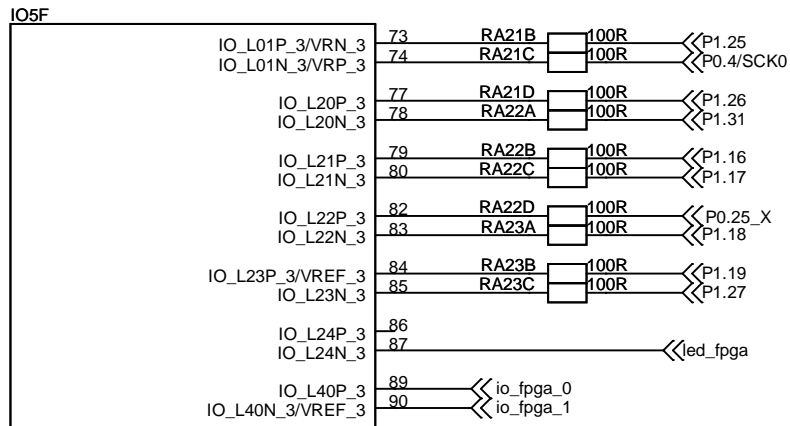 IO5F
IO_L01P_3/VRN_3 73 RA21B 100R P1.25
IO_L01N_3/VRP_3 74 RA21C 100R P0.4/SCK0
IO_L20P_3 77 RA21D 100R P1.26
IO_L20N_3 78 RA22A 100R P1.31
IO_L21P_3 79 RA22B 100R P1.16
IO_L21N_3 80 RA22C 100R P1.17
IO_L22P_3 82 RA22D 100R P0.25_X
IO_L22N_3 83 RA23A 100R P1.18
IO_L23P_3/VREF_3 84 RA23B 100R P1.19
IO_L23N_3 85 RA23C 100R P1.27
IO_L24P_3 86
IO_L24N_3 87 led_fpga
IO_L40P_3 89 io_fpga_0
IO_L40N_3/VREF_3 90 io_fpga_1